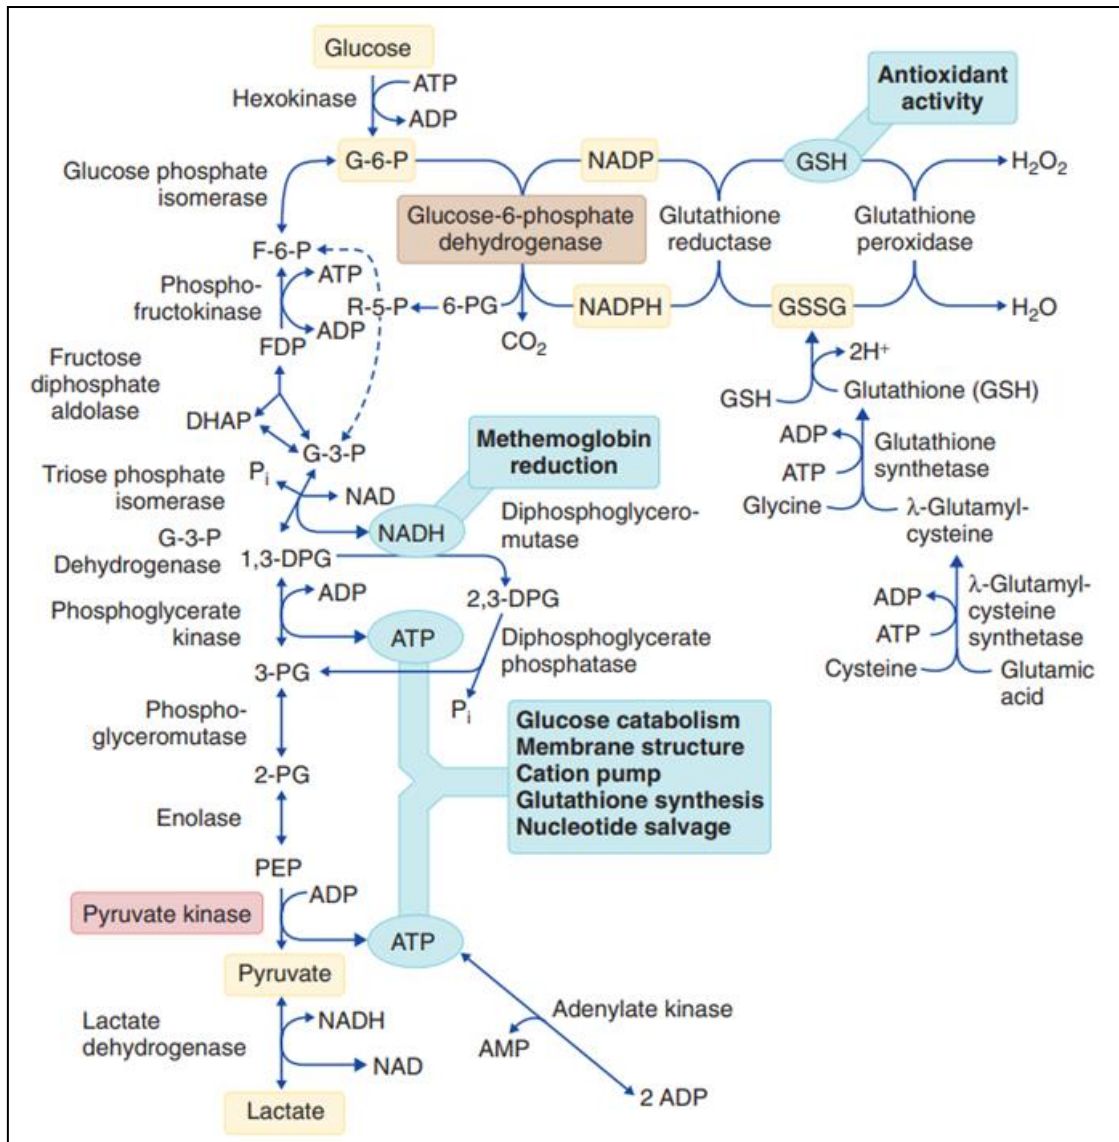 Glucose
ATP
Hexokinase
ADP
Antioxidant
activity
G-6-P
NADP
GSH
H2O2
Glucose phosphate
isomerase
Glucose-6-phosphate
dehydrogenase
Glutathione
reductase
Glutathione
peroxidase
F-6-P
ATP
Phospho-
fructokinase
ADP
R-5-P
6-PG
NADPH
GSSG
H2O
CO2
FDP
Fructose
diphosphate
aldolase
DHAP
G-3-P
2H+
GSH
Glutathione (GSH)
ADP
ATP
Glutathione
synthetase
Glycine
λ-Glutamyl-
cysteine
Methemoglobin
reduction
Pi
Triose phosphate
isomerase
NAD
NADH
Diphosphoglycero-
mutase
G-3-P
Dehydrogenase
1,3-DPG
ADP
2,3-DPG
Phosphoglycerate
kinase
ATP
Diphosphoglycerate
phosphatase
ADP
ATP
λ-Glutamyl-
cysteine
synthetase
Cysteine
Glutamic
acid
3-PG
Pi
Phospho-
glyceromutase
Glucose catabolism
Membrane structure
Cation pump
Glutathione synthesis
Nucleotide salvage
2-PG
Enolase
PEP
ADP
Pyruvate kinase
ATP
Pyruvate
Adenylate kinase
AMP
2 ADP
Lactate
dehydrogenase
NADH
NAD
Lactate